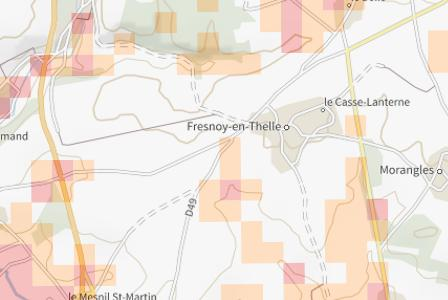 le Casse-Lanterne
Fresnoy-en-Thelle
mand
Morangles
D49
le Mesnil St-Martin